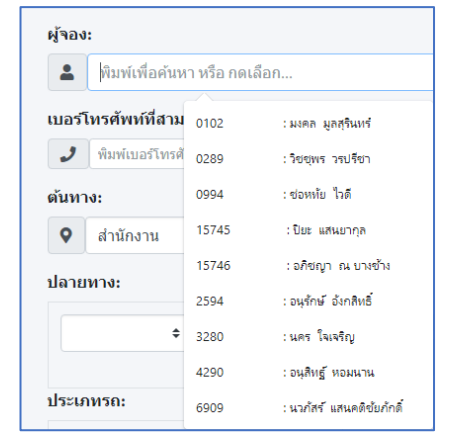 ผู้จอง:
พิมพ์เพื่อค้นหา หรือ กดเลือก...
เบอร์โทรศัพท์ที่สาม
พิมพ์เบอร์โทรศั
ต้นทาง:
สำนักงาน
ปลายทาง:
ประเภทรถ:
0102 : มงคล มูลสุรินทร์
0289 : วิชชุพร วรปรีชา
0994 : ช่อหทัย ไวดี
15745 : ปิยะ แสนยากุล
15746 : อภิชญา ณ บางช้าง
2594 : อนุรักษ์ อังกสิทธิ์
3280 : นคร ใจเจริญ
4290 : อนุสิทฐ์ หอมนาน
6909 : นวภัสร์ แสนคติชัยภักดิ์